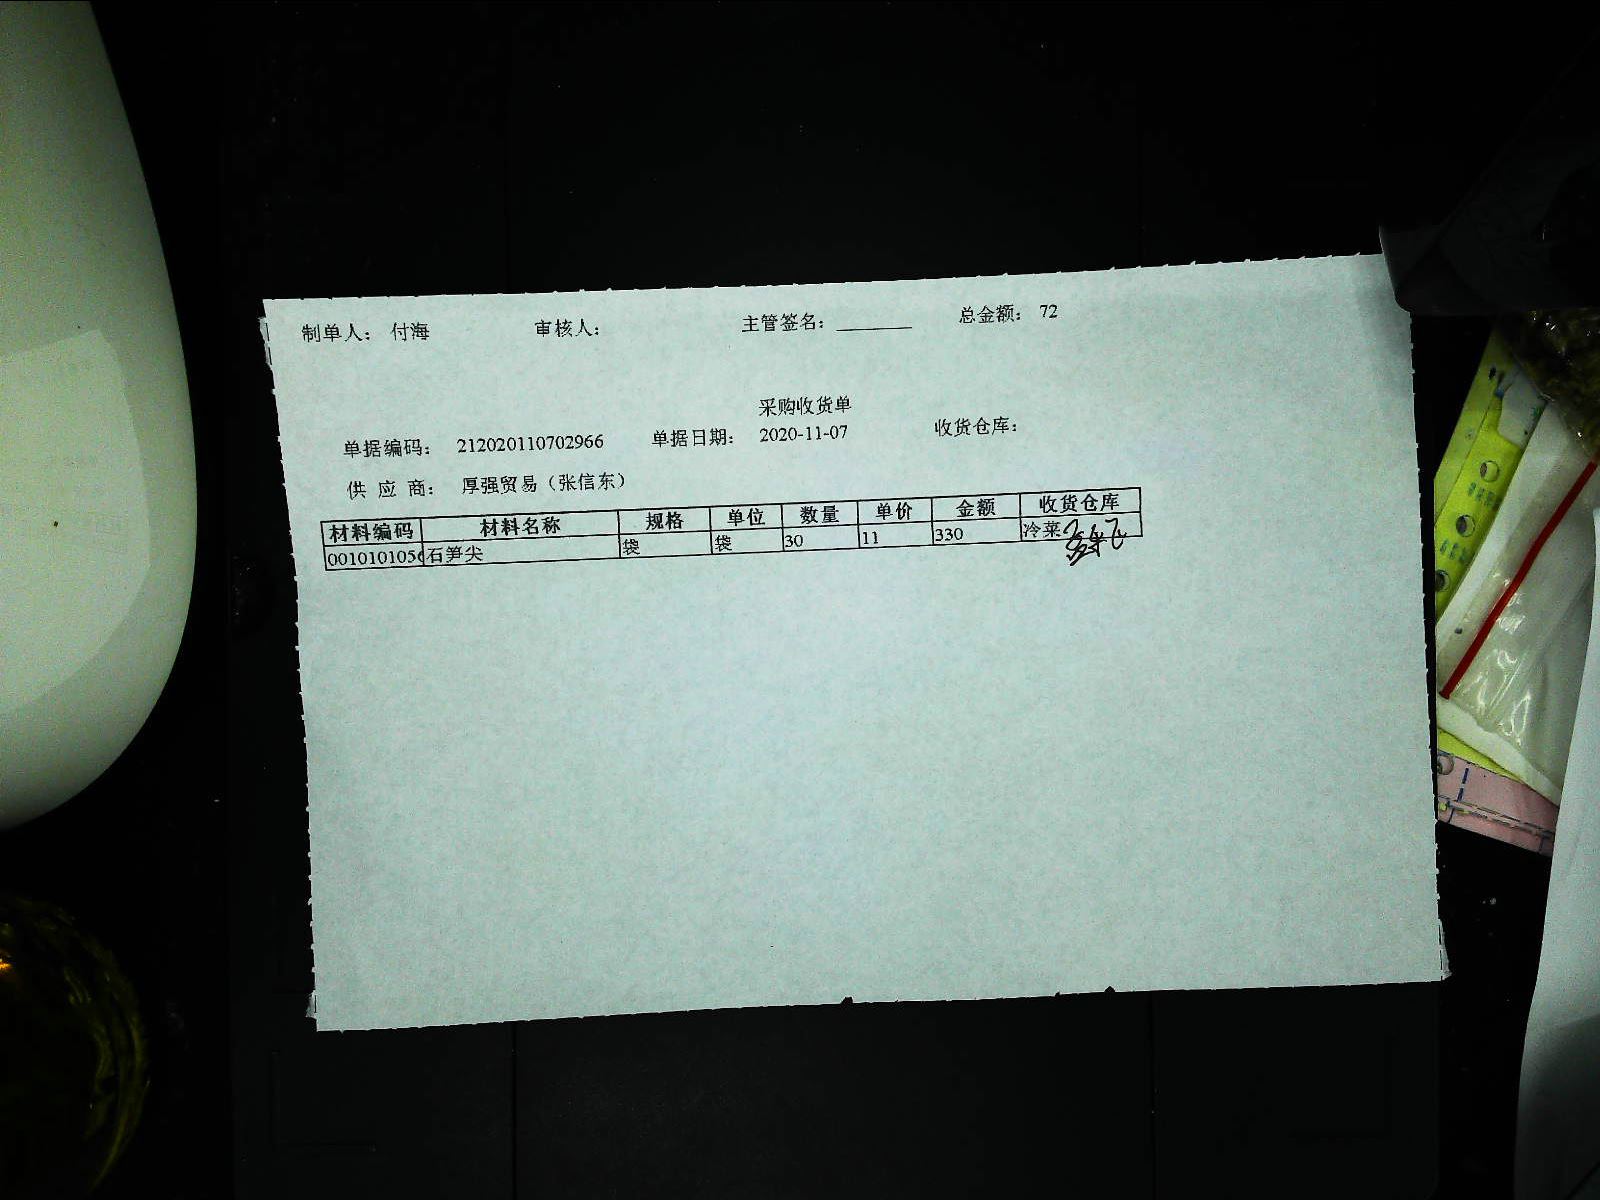 制单人： 付海 审核人： 主管签名：________ 总金额： 72
采购收货单
单据编码： 212020110702966 单据日期： 2020-11-07 收货仓库：
供 应 商： 厚强贸易（张信东）
材料编码 材料名称 规格 单位 数量 单价 金额 收货仓库
001010105 石笋尖 袋 袋 30 11 330 冷菜